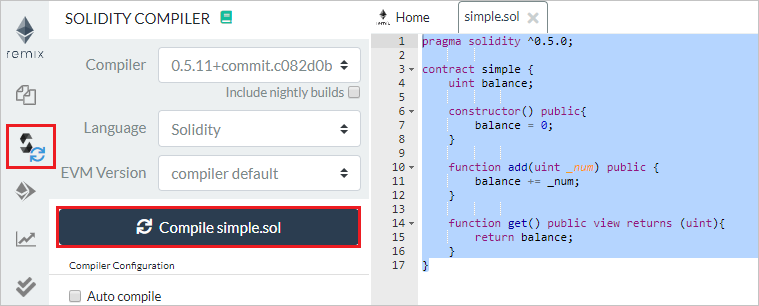 remix
SOLIDITY COMPILER
Compiler
0.5.11+commit.c082d0b
Include nightly builds
Language
Solidity
EVM Version
compiler default
Compile simple.sol
Compiler Configuration
Auto compile
remix
Home
simple.sol
1 pragma solidity ^0.5.0;
2
3 contract simple {
4 uint balance;
5
6 constructor() public{
7 balance = 0;
8 }
9
10 function add(uint _num) public {
11 balance += _num;
12 }
13
14 function get() public view returns (uint){
15 return balance;
16 }
17 }